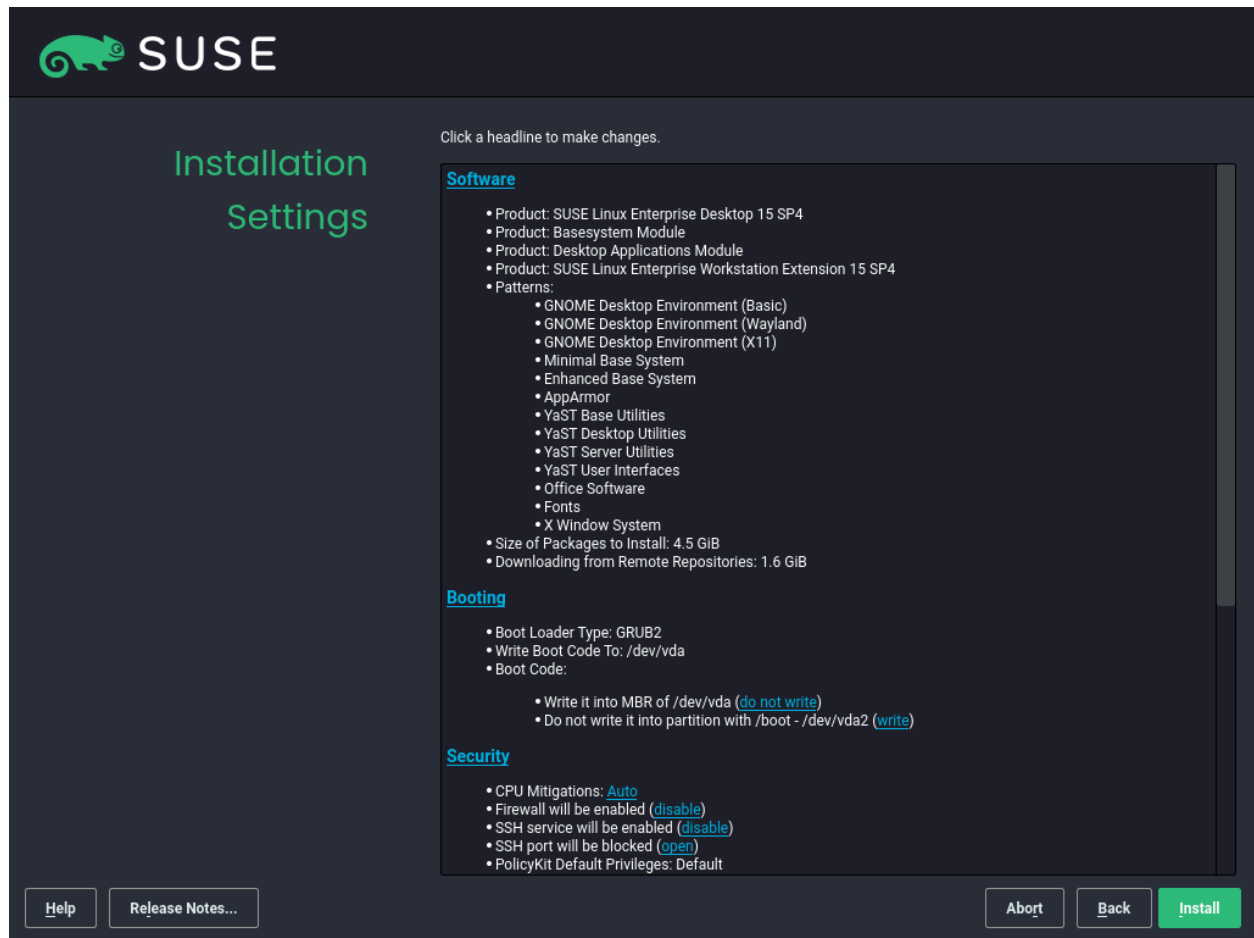 SUSE
Installation
Settings
Click a headline to make changes.
Software
• Product: SUSE Linux Enterprise Desktop 15 SP4
• Product: Basesystem Module
• Product: Desktop Applications Module
• Product: SUSE Linux Enterprise Workstation Extension 15 SP4
• Patterns:
• GNOME Desktop Environment (Basic)
• GNOME Desktop Environment (Wayland)
• GNOME Desktop Environment (X11)
• Minimal Base System
• Enhanced Base System
• AppArmor
• YaST Base Utilities
• YaST Desktop Utilities
• YaST Server Utilities
• YaST User Interfaces
• Office Software
• Fonts
• X Window System
• Size of Packages to Install: 4.5 GiB
• Downloading from Remote Repositories: 1.6 GiB
Booting
• Boot Loader Type: GRUB2
• Write Boot Code To: /dev/vda
• Boot Code:
• Write it into MBR of /dev/vda (do not write)
• Do not write it into partition with /boot - /dev/vda2 (write)
Security
• CPU Mitigations: Auto
• Firewall will be enabled (disable)
• SSH service will be enabled (disable)
• SSH port will be blocked (open)
• PolicyKit Default Privileges: Default
Help Release Notes... Abort Back Install